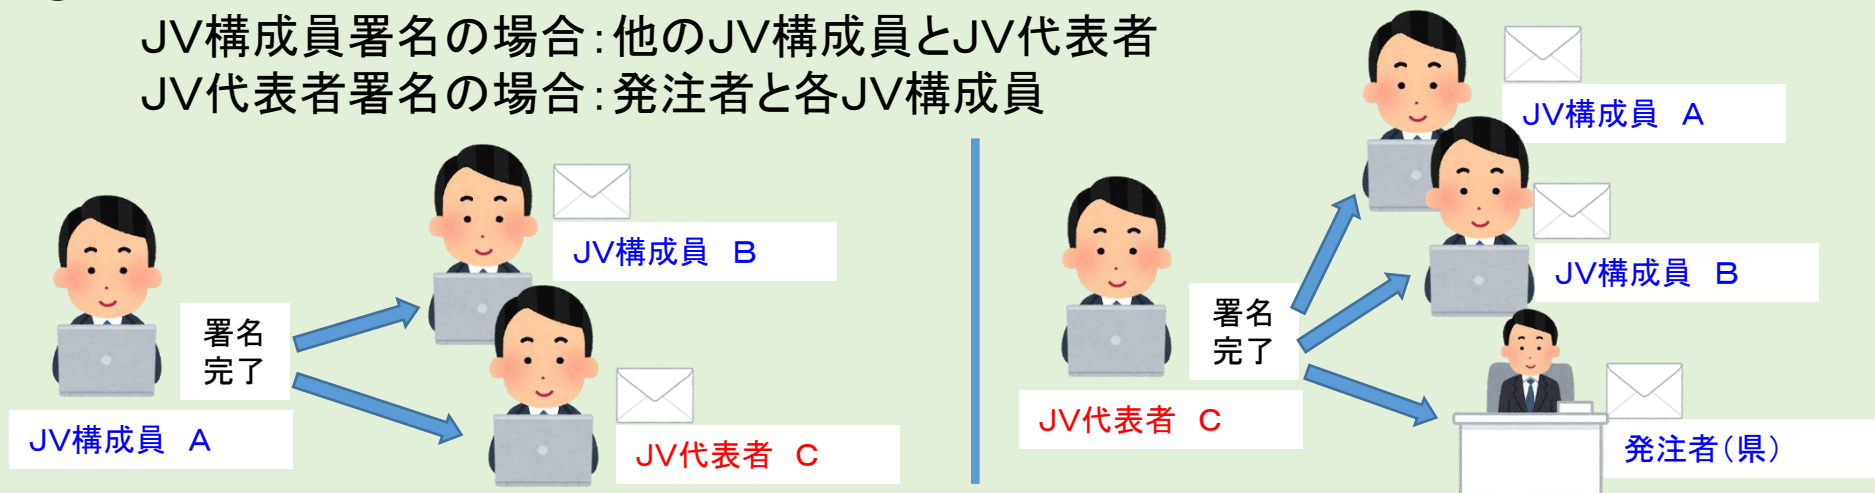 JV構成員署名の場合:他のJV構成員とJV代表者
JV代表者署名の場合:発注者と各JV構成員
JV構成員 A
署名
完了
JV構成員 B
JV代表者 C
JV代表者 C
署名
完了
JV構成員 A
JV構成員 B
発注者(県)